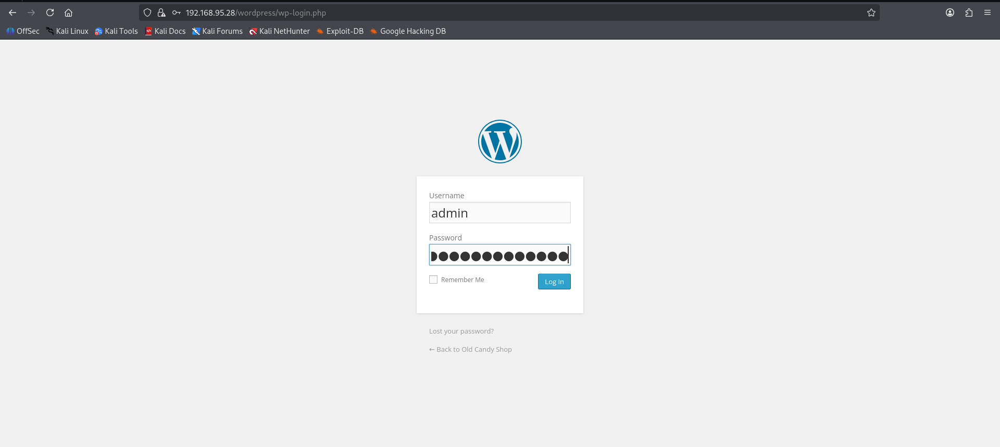 192.168.95.28/wordpress/wp-login.php
OffSec Kali Linux Kali Tools Kali Docs Kali Forums Kali NetHunter Exploit-DB Google Hacking DB
Username
admin
Password
Remember Me Log In
Lost your password?
← Back to Old Candy Shop